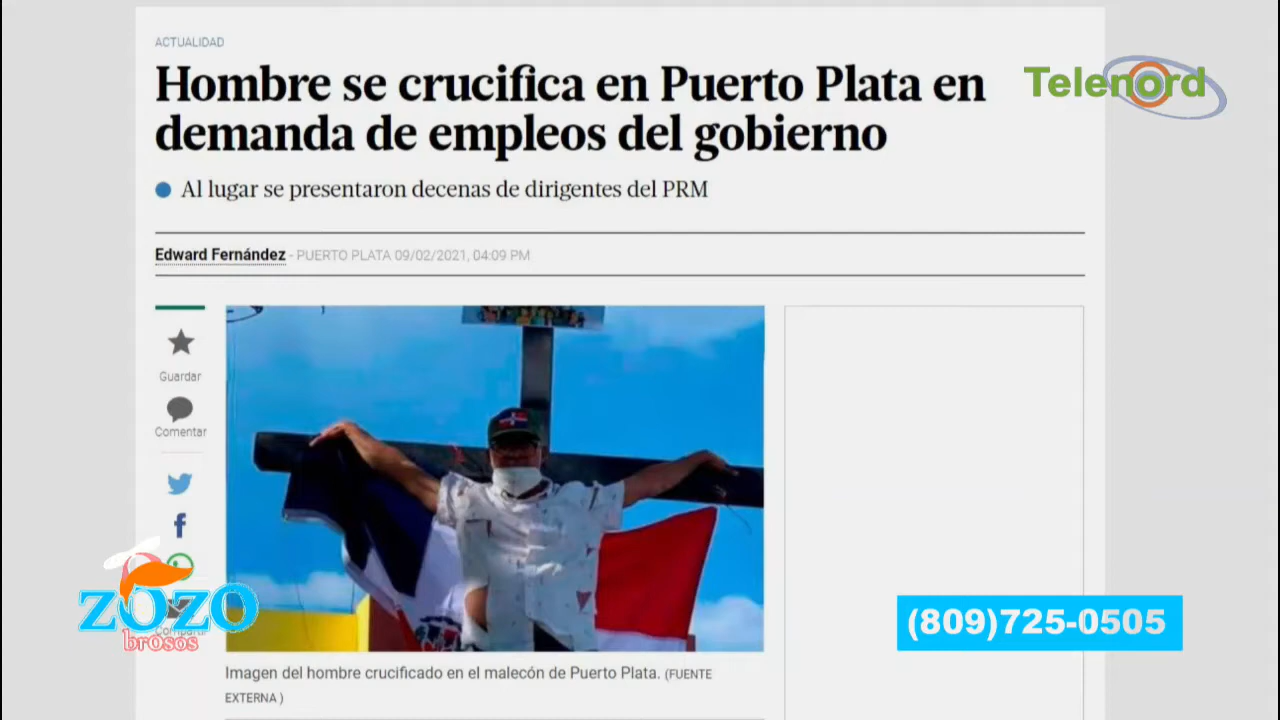 ACTUALIDAD
Hombre se crucifica en Puerto Plata en
demanda de empleos del gobierno
Al lugar se presentaron decenas de dirigentes del PRM
Telenord
Edward Fernández - PUERTO PLATA 09/02/2021, 04:09 PM
Guardar
Comentar
Compartir
ZOZO
brosos
(809)725-0505
Imagen del hombre crucificado en el malecón de Puerto Plata. (FUENTE
EXTERNA )